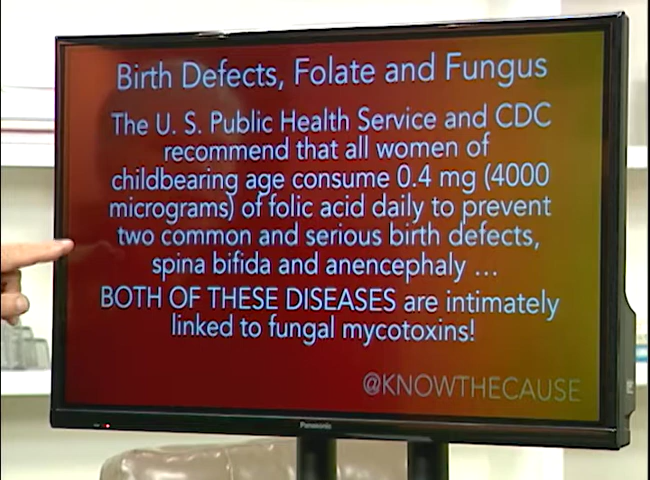 Birth Defects, Folate and Fungus
The U. S. Public Health Service and CDC
recommend that all women of
childbearing age consume 0.4 mg (4000
micrograms) of folic acid daily to prevent
two common and serious birth defects,
spina bifida and anencephaly ...
BOTH OF THESE DISEASES are intimately
linked to fungal mycotoxins!
@KNOWTHECAUSE
Panasonic